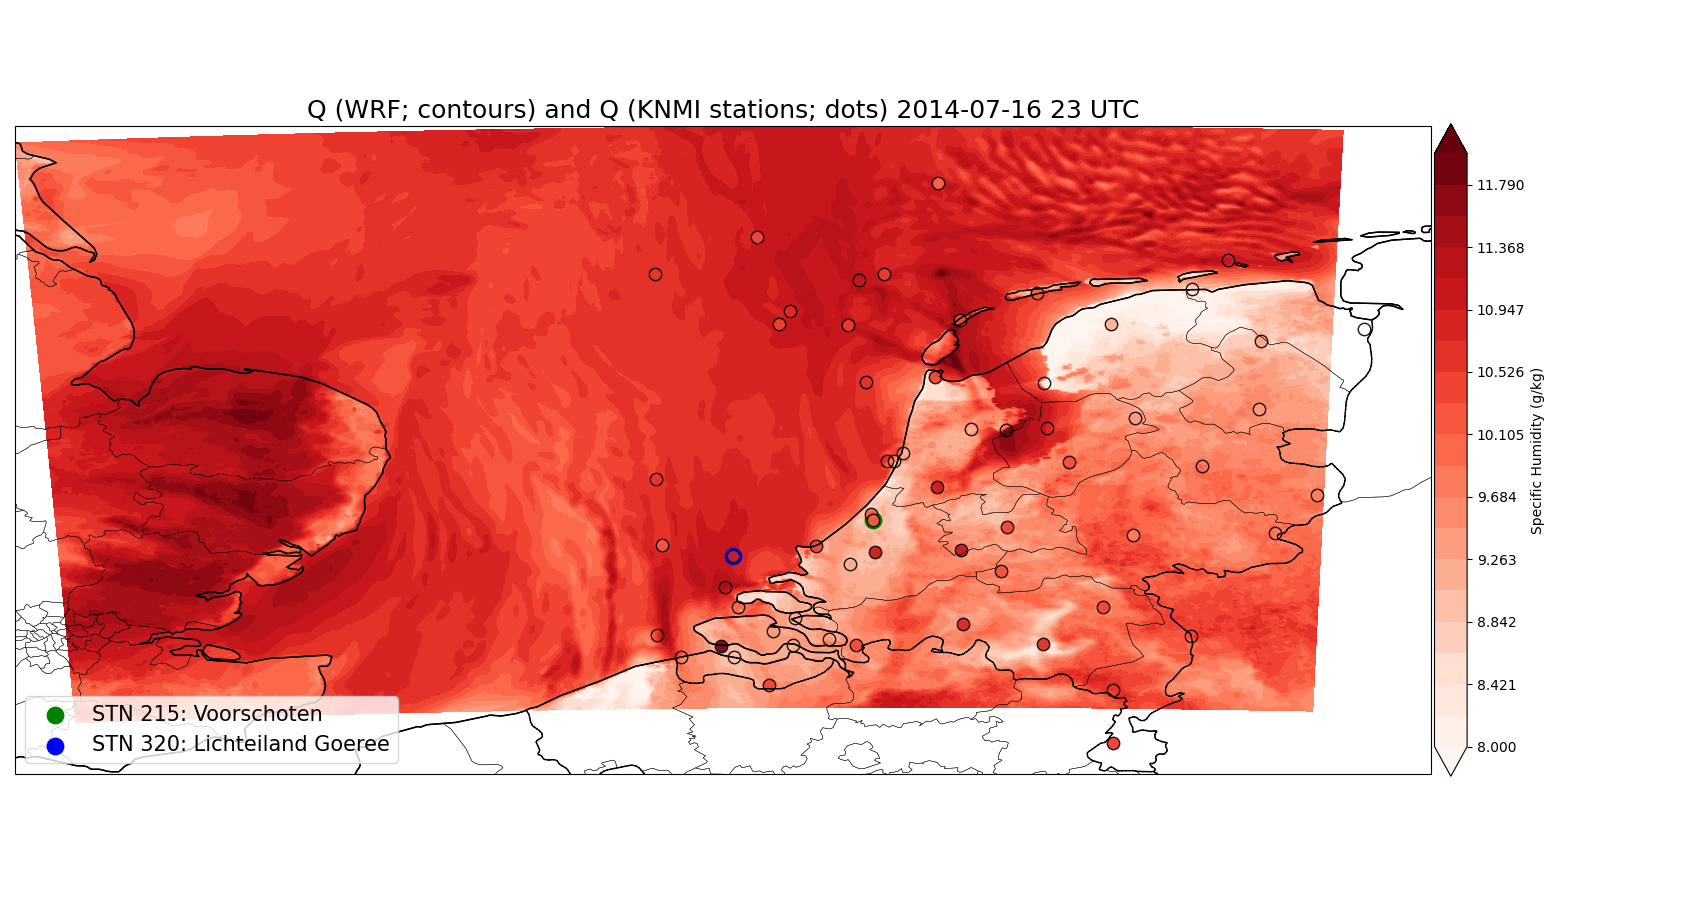 Q (WRF; contours) and Q (KNMI stations; dots) 2014-07-16 23 UTC
11.790
11.368
10.947
10.526
10.105
9.684
9.263
8.842
8.421
8.000
Specific Humidity (g/kg)
STN 215: Voorschoten
STN 320: Lichteiland Goeree